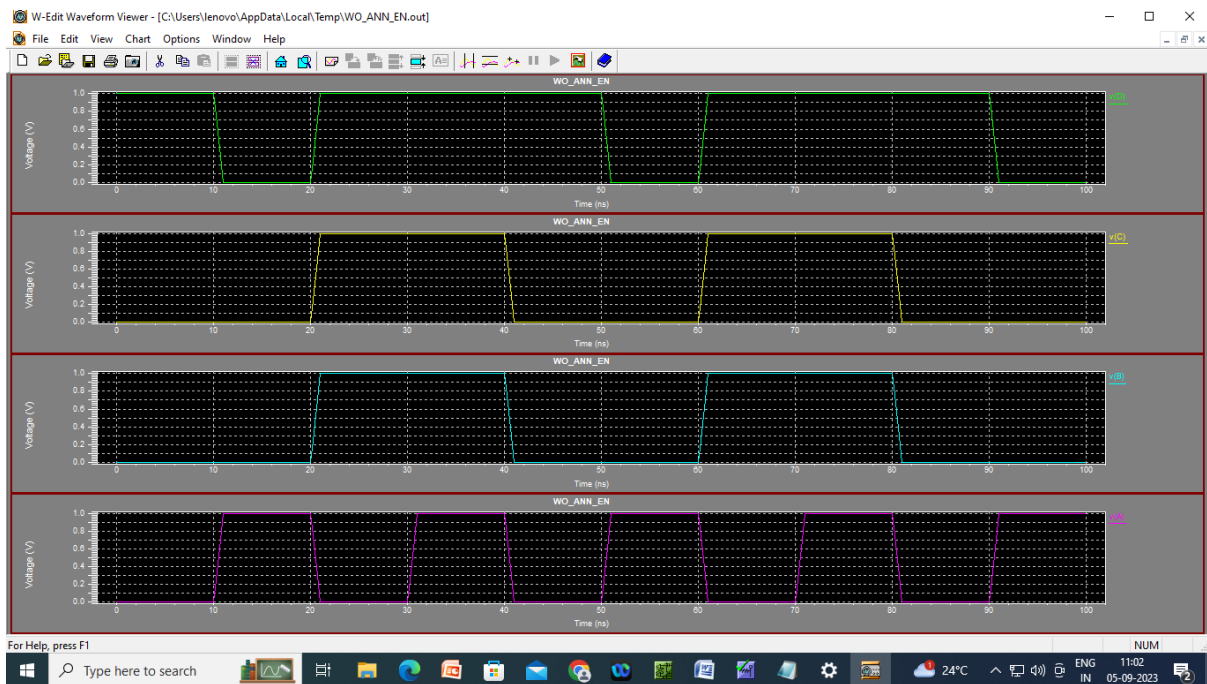 W-Edit Waveform Viewer - [C:\Users\lenovo\AppData\Local\Temp\WO_ANN_EN.out]
File Edit View Chart Options Window Help
WO_ANN_EN
v(D)
Voltage (V)
1.0
0.8
0.6
0.4
0.2
0.0
0 10 20 30 40 50 60 70 80 90 100
Time (ns)
WO_ANN_EN
v(C)
Voltage (V)
1.0
0.8
0.6
0.4
0.2
0.0
0 10 20 30 40 50 60 70 80 90 100
Time (ns)
WO_ANN_EN
v(B)
Voltage (V)
1.0
0.8
0.6
0.4
0.2
0.0
0 10 20 30 40 50 60 70 80 90 100
Time (ns)
WO_ANN_EN
v(A)
Voltage (V)
1.0
0.8
0.6
0.4
0.2
0.0
0 10 20 30 40 50 60 70 80 90 100
Time (ns)
For Help, press F1
NUM
Type here to search
24°C
ENG
IN
11:02
05-09-2023
2